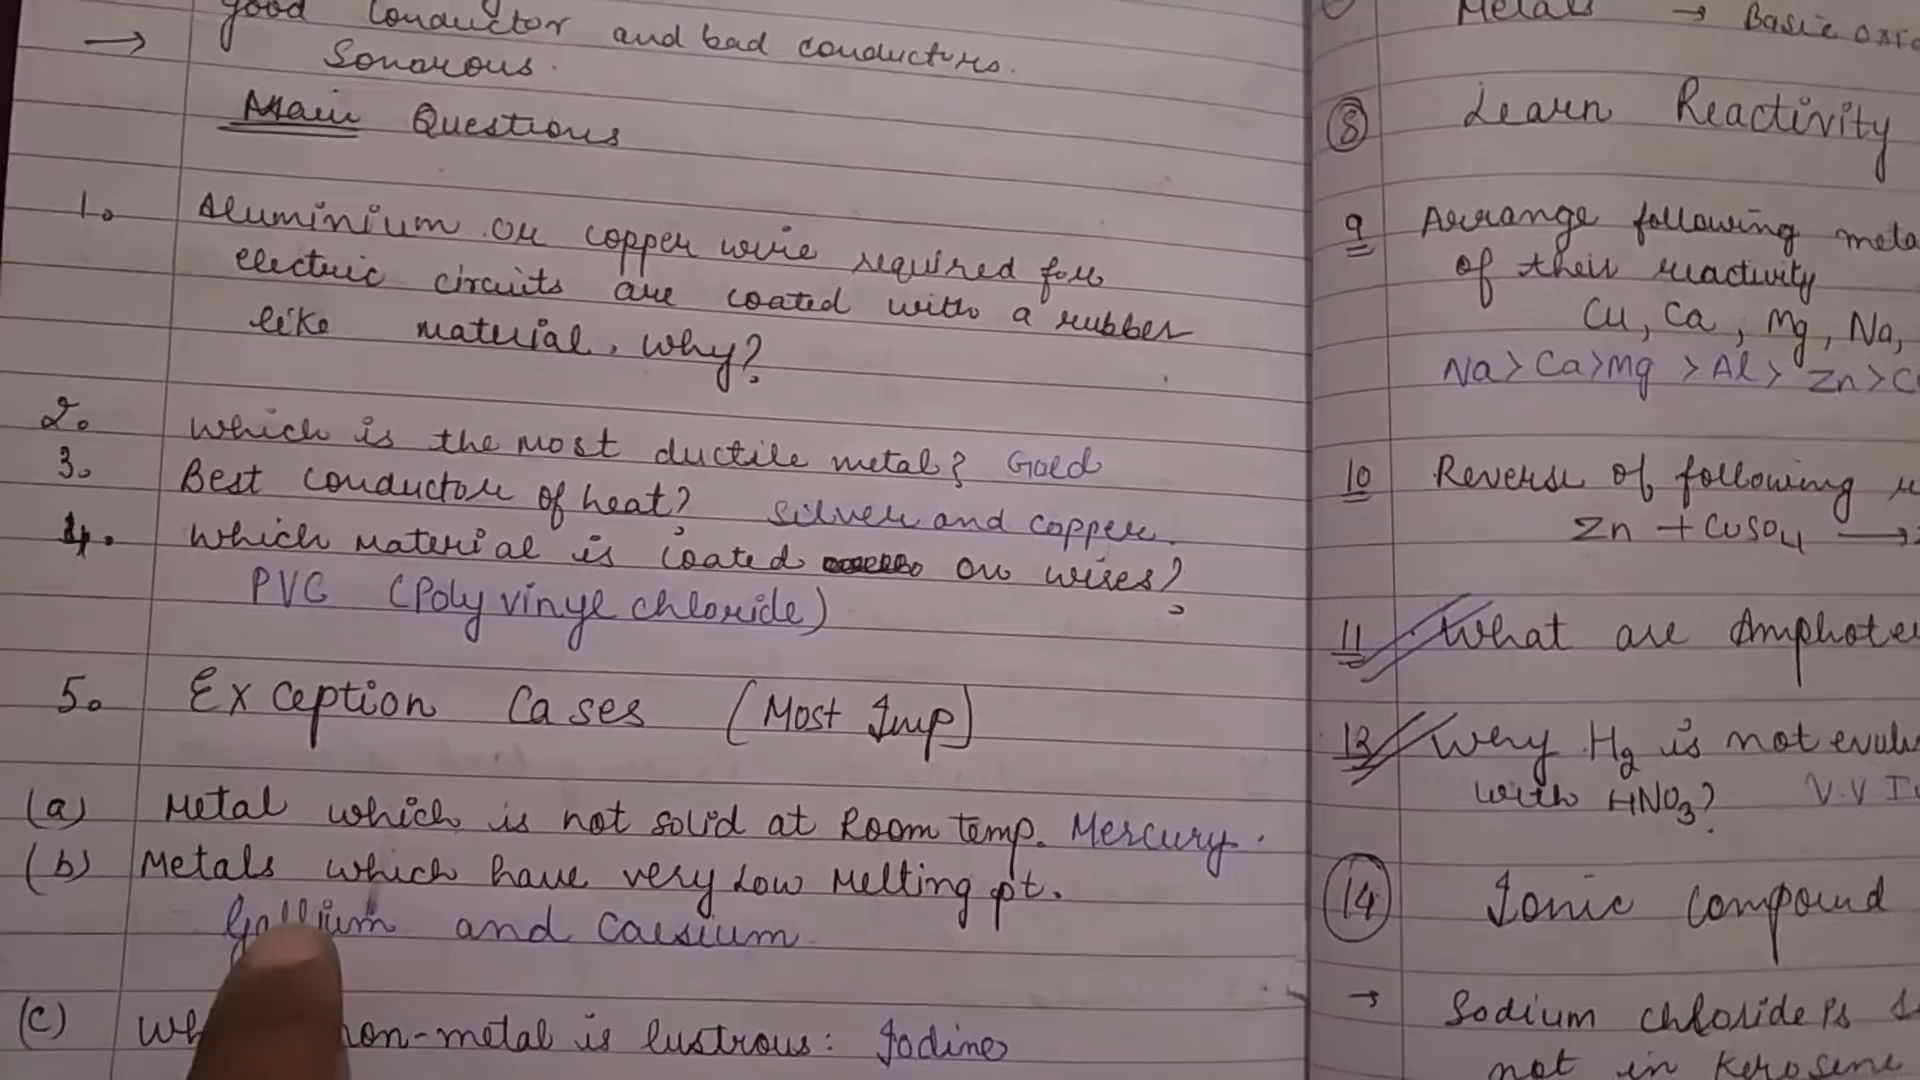 good conductor and bad conductors.
→ Sonorous.
Main Questions
1. Aluminium or copper wire required for
electric circuits are coated with a rubber
like material. Why?
2. Which is the most ductile metal? Gold
3. Best conductor of heat? Silver and copper.
4. Which material is coated on wires?
PVC (Poly vinyl chloride)
5. Exception Cases (Most Imp)
(a) Metal which is not solid at Room temp. Mercury.
(b) Metals which have very Low Melting pt.
Gallium and Caesium
(c) non-metal is lustrous: Iodine
Metals → Basic
8 Learn Reactivity
9 Arrange following
of their reactivity
Cu, Ca, Mg, Na,
Na > Ca > Mg > Al > Zn >
10 Reverse of following
Zn + CuSO4 →
11 What are
13 Why Hg is not
with HNO3? V.V
14 Ionic Compound
→ Sodium chloride is
not in Kerosene